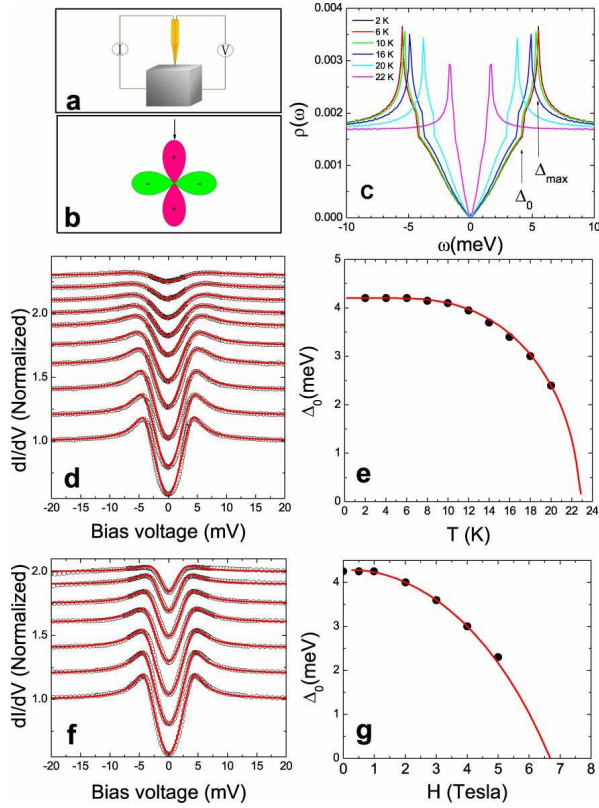 I
V
a
+
-
-
+
b
2 K
6 K
10 K
16 K
20 K
22 K
ρ(ω)
0.004
0.003
0.002
0.001
0.000
-10
-5
0
5
10
ω(meV)
Δmax
Δ0
c
dI/dV (Normalized)
2.0
1.5
1.0
-20 -15 -10 -5 0 5 10 15 20
Bias voltage (mV)
d
Δ0(meV)
5
4
3
2
1
0
0 2 4 6 8 10 12 14 16 18 20 22 24
T (K)
e
dI/dV (Normalized)
2.0
1.5
1.0
-20 -15 -10 -5 0 5 10 15 20
Bias voltage (mV)
f
Δ0(meV)
4
3
2
1
0
0 1 2 3 4 5 6 7 8
H (Tesla)
g